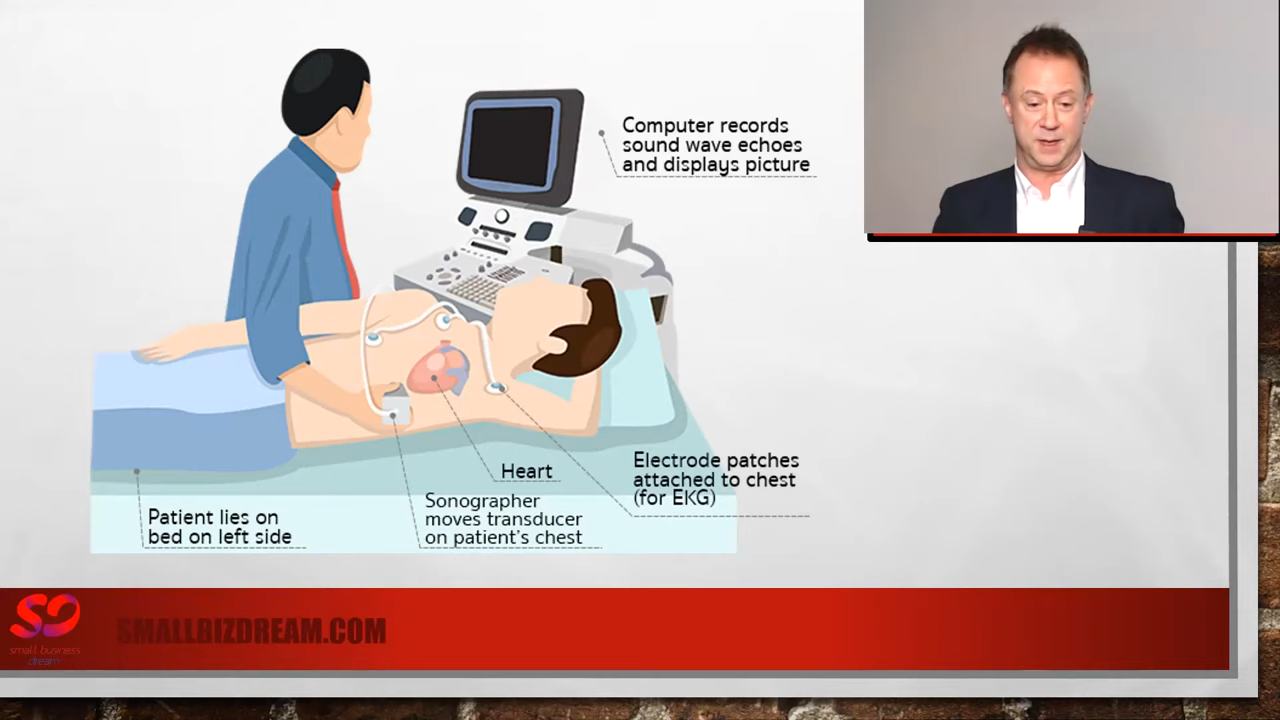 Computer records
sound wave echoes
and displays picture
Electrode patches
attached to chest
(for EKG)
Heart
Sonographer
moves transducer
on patient's chest
Patient lies on
bed on left side
SMALLBIZDREAM.COM
small business
dream